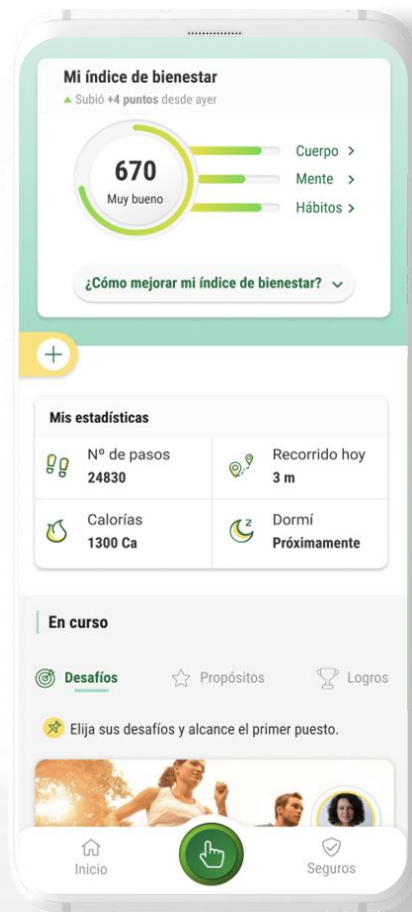 Mi índice de bienestar
Subió +4 puntos desde ayer
670
Muy bueno
Cuerpo >
Mente >
Hábitos >
¿Cómo mejorar mi índice de bienestar?
Mis estadísticas
Nº de pasos
24830
Recorrido hoy
3 m
Calorías
1300 Ca
Dormí
Próximamente
En curso
Desafíos
Propósitos
Logros
Elija sus desafíos y alcance el primer puesto.
Inicio
Seguros